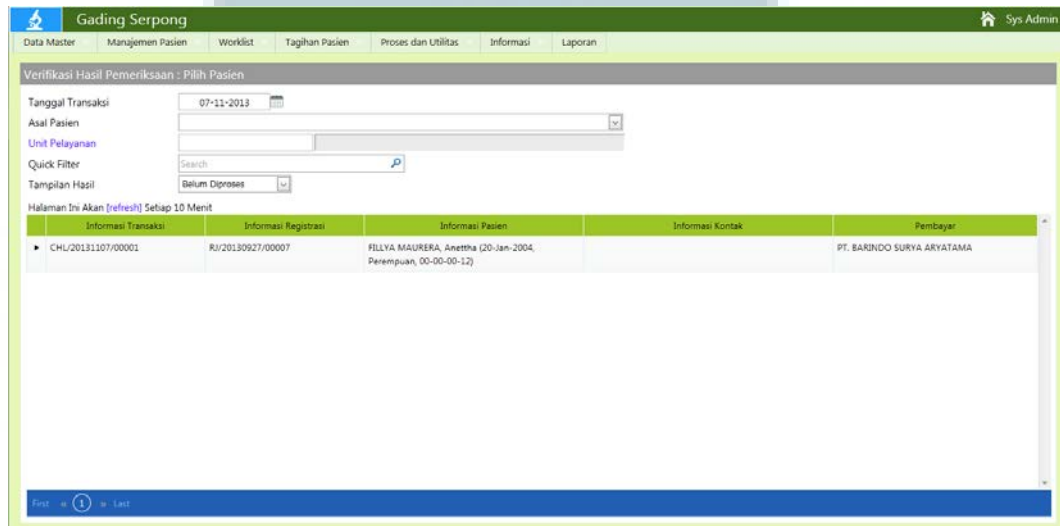 Gading Serpong
Sys Admin
Data Master Manajemen Pasien Worklist Tagihan Pasien Proses dan Utilitas Informasi Laporan
Verifikasi Hasil Pemeriksaan : Pilih Pasien
Tanggal Transaksi 07-11-2013
Asal Pasien
Unit Pelayanan
Quick Filter Search
Tampilan Hasil Belum Diproses
Halaman Ini Akan [refresh] Setiap 10 Menit
Informasi Transaksi Informasi Registrasi Informasi Pasien Informasi Kontak Pembayar
CHL/20131107/00001 RJ/20130927/00007 FILLYA MAURERA, Anettha (20-Jan-2004, PT. BARINDO SURYA ARYATAMA
Perempuan, 00-00-00-12)
First « 1 » Last